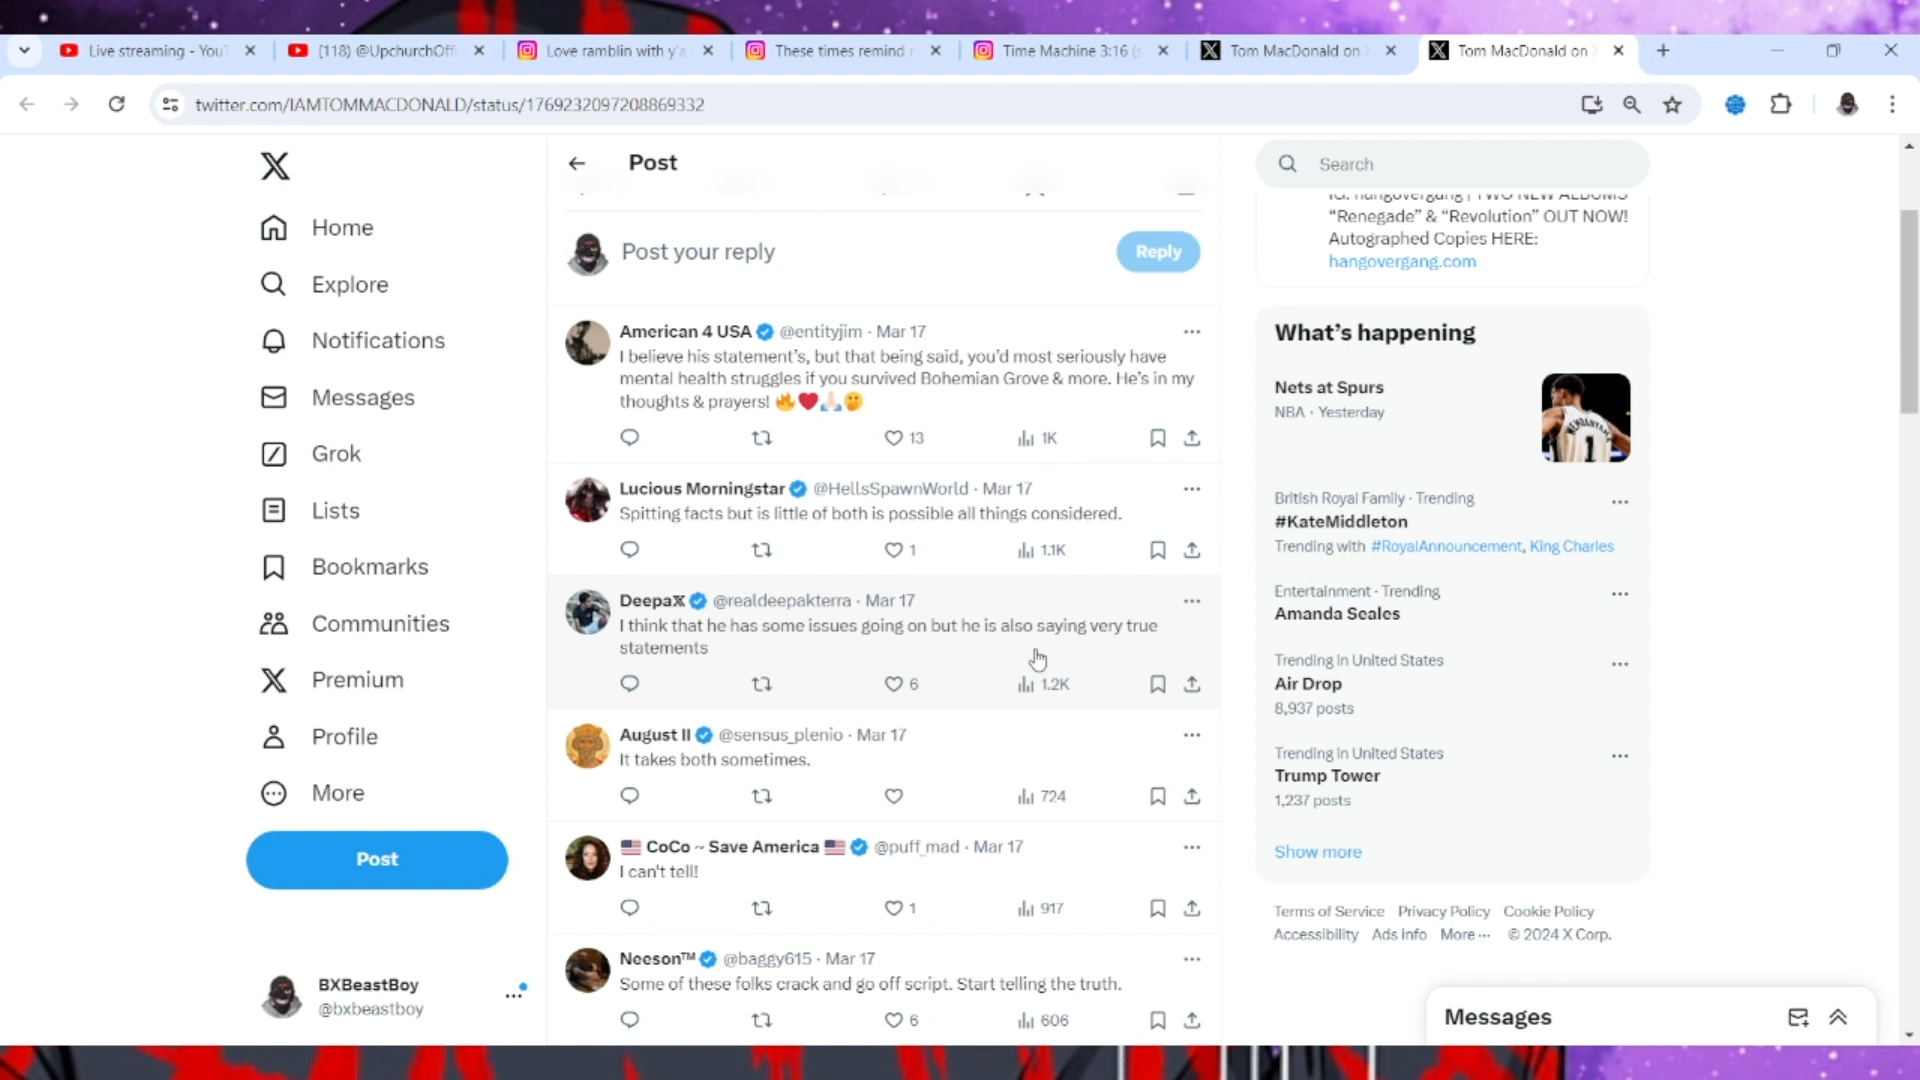 Live streaming - YouT
(118) @UpchurchOffi
Love ramblin with y'a
These times remind r
Time Machine 3:16 (s
Tom MacDonald on X
Tom MacDonald on X
twitter.com/IAMTOMMACDONALD/status/1769232097208869332
Home
Explore
Notifications
Messages
Grok
Lists
Bookmarks
Communities
Premium
Profile
More
Post
BXBeastBoy
@bxbeastboy
Post
Post your reply
Reply
American 4 USA @entityjim · Mar 17
I believe his statement's, but that being said, you'd most seriously have
mental health struggles if you survived Bohemian Grove & more. He's in my
thoughts & prayers! 🔥❤️🙏🏻🫢
13
1K
Lucious Morningstar @HellsSpawnWorld · Mar 17
Spitting facts but is little of both is possible all things considered.
1
1.1K
Deepa𝕏 @realdeepakterra · Mar 17
I think that he has some issues going on but he is also saying very true
statements
6
1.2K
August II @sensus_plenio · Mar 17
It takes both sometimes.
724
🇺🇸 CoCo ~ Save America 🇺🇸 @puff_mad · Mar 17
I can't tell!
1
917
Neeson™ @baggy615 · Mar 17
Some of these folks crack and go off script. Start telling the truth.
6
606
Search
IG: hangovergang | TWO NEW ALBUMS
"Renegade" & "Revolution" OUT NOW!
Autographed Copies HERE:
hangovergang.com
What's happening
Nets at Spurs
NBA · Yesterday
British Royal Family · Trending
#KateMiddleton
Trending with #RoyalAnnouncement, King Charles
Entertainment · Trending
Amanda Seales
Trending in United States
Air Drop
8,937 posts
Trending in United States
Trump Tower
1,237 posts
Show more
Terms of Service Privacy Policy Cookie Policy
Accessibility Ads info More ··· © 2024 X Corp.
Messages